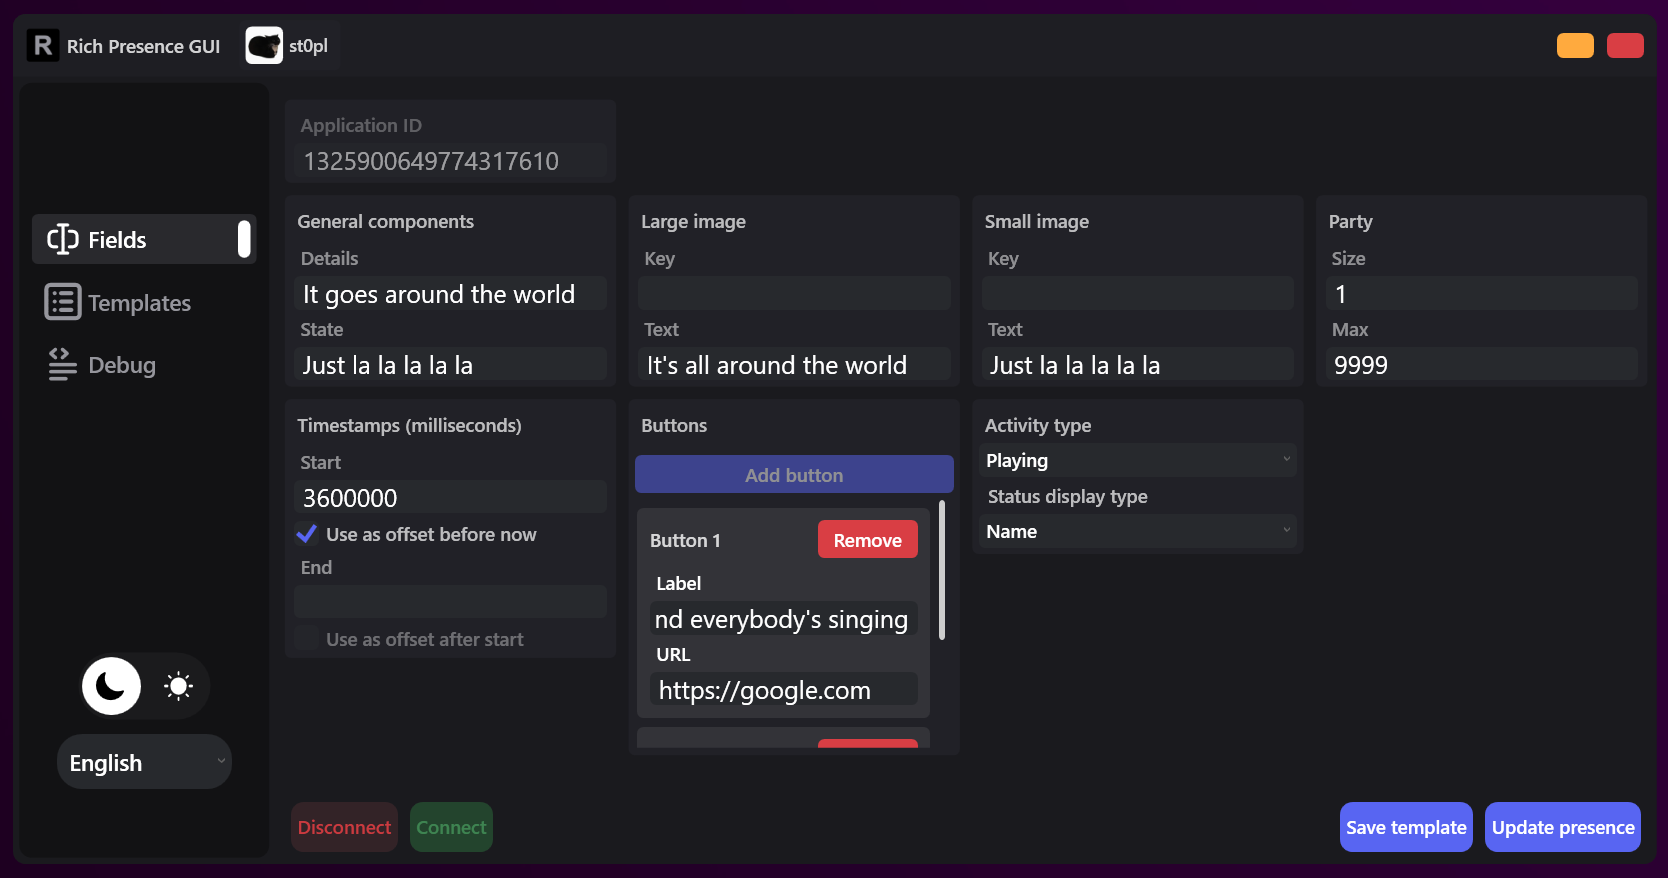 R Rich Presence GUI st0pl
Fields
Templates
Debug
English
Application ID
1325900649774317610
General components
Details
It goes around the world
State
Just la la la la la
Large image
Key
Text
It's all around the world
Small image
Key
Text
Just la la la la la
Party
Size
1
Max
9999
Timestamps (milliseconds)
Start
3600000
Use as offset before now
End
Use as offset after start
Buttons
Add button
Button 1 Remove
Label
nd everybody's singing
URL
https://google.com
Activity type
Playing
Status display type
Name
Disconnect Connect
Save template Update presence